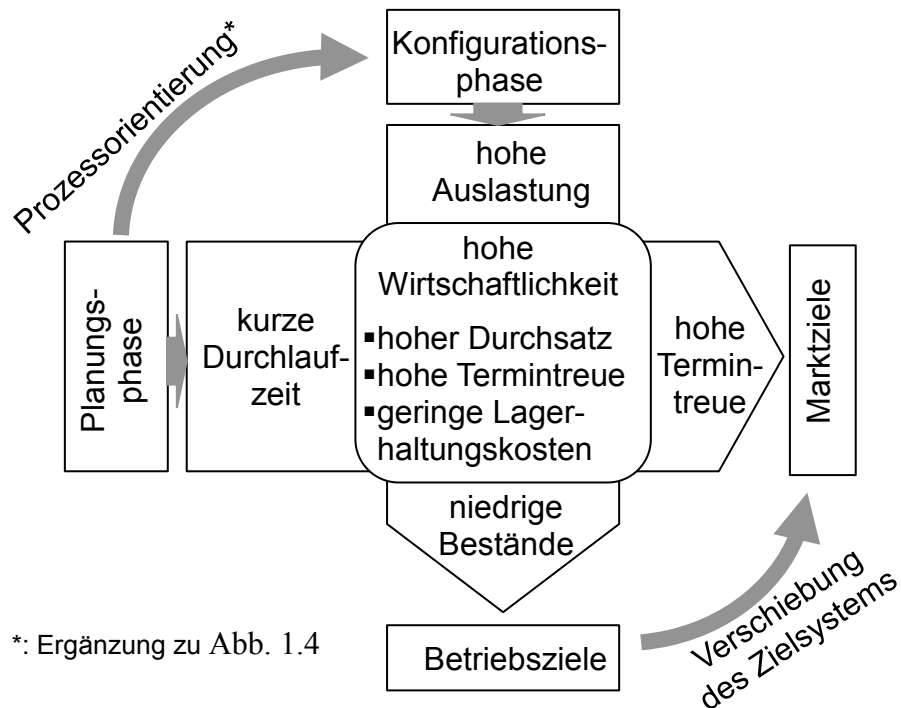 Prozessorientierung*
Konfigurations-
phase
hohe
Auslastung
Planungs-
phase
kurze
Durchlauf-
zeit
hohe
Wirtschaftlichkeit
▪hoher Durchsatz
▪hohe Termintreue
▪geringe Lager-
haltungskosten
hohe
Termin-
treue
Marktziele
niedrige
Bestände
Betriebsziele
Verschiebung
des Zielsystems
*: Ergänzung zu Abb. 1.4